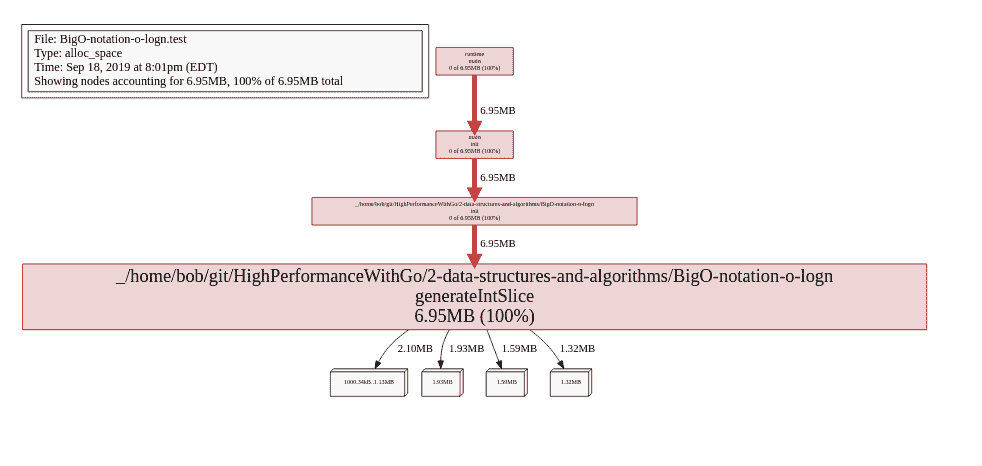 File: BigO-notation-o-logn.test
Type: alloc_space
Time: Sep 18, 2019 at 8:01pm (EDT)
Showing nodes accounting for 6.95MB, 100% of 6.95MB total
runtime
main
0 of 6.95MB (100%)
6.95MB
main
init
0 of 6.95MB (100%)
6.95MB
_/home/bob/git/HighPerformanceWithGo/2-data-structures-and-algorithms/BigO-notation-o-logn
init
0 of 6.95MB (100%)
6.95MB
_/home/bob/git/HighPerformanceWithGo/2-data-structures-and-algorithms/BigO-notation-o-logn
generateIntSlice
6.95MB (100%)
2.10MB 1.93MB 1.59MB 1.32MB
1000.34kB..1.13MB 1.93MB 1.59MB 1.32MB